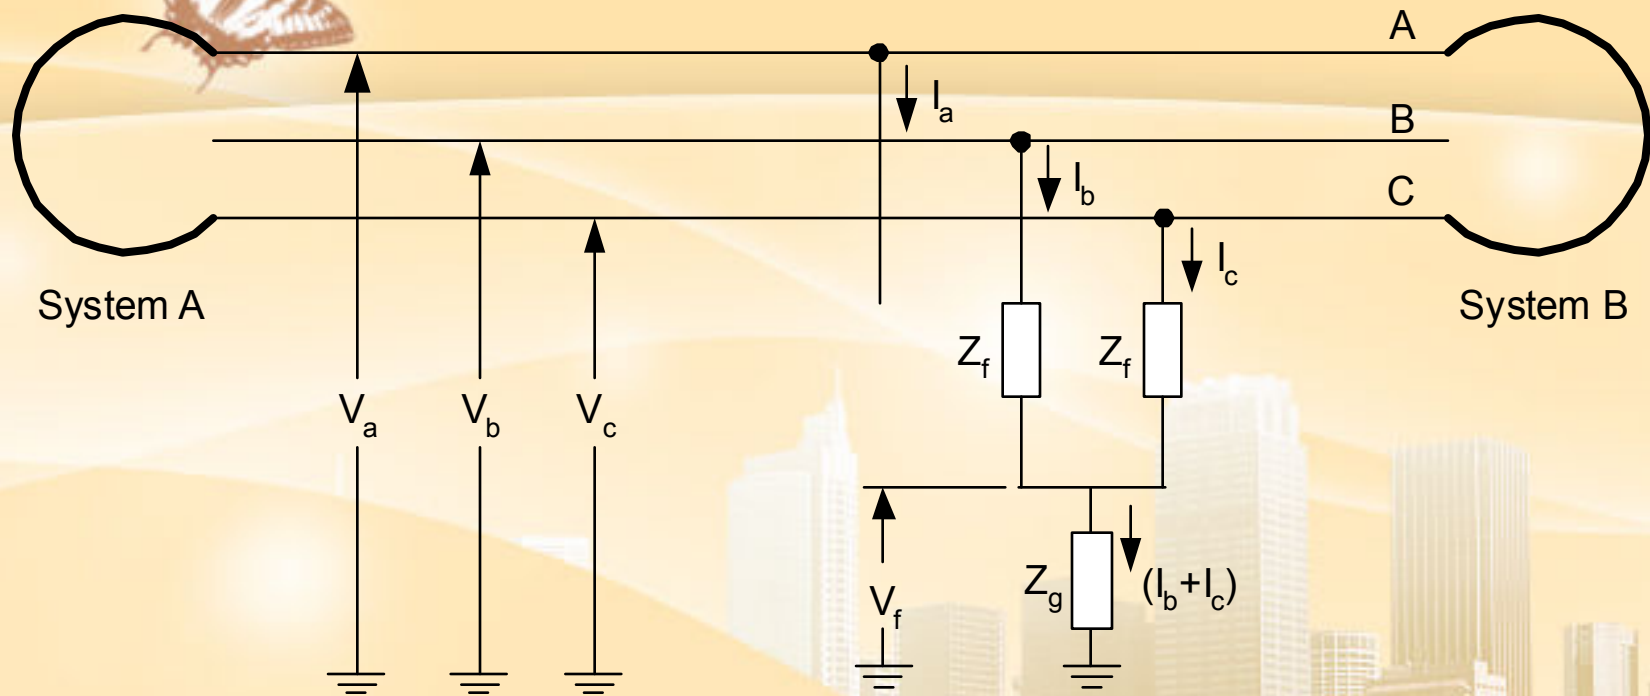 A
I_a
B
I_b
C
I_c
System A
System B
Z_f Z_f
V_a V_b V_c
Z_g (I_b+I_c)
V_f